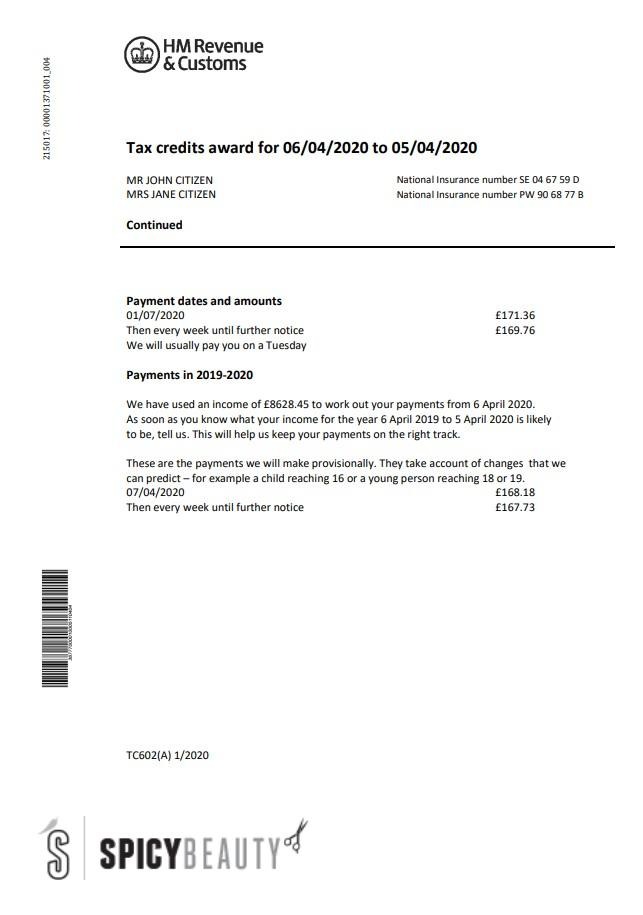 HM Revenue
& Customs
215017: 00001371001_004
Tax credits award for 06/04/2020 to 05/04/2020
MR JOHN CITIZEN National Insurance number SE 04 67 59 D
MRS JANE CITIZEN National Insurance number PW 90 68 77 B
Continued
Payment dates and amounts
01/07/2020 £171.36
Then every week until further notice £169.76
We will usually pay you on a Tuesday
Payments in 2019-2020
We have used an income of £8628.45 to work out your payments from 6 April 2020.
As soon as you know what your income for the year 6 April 2019 to 5 April 2020 is likely
to be, tell us. This will help us keep your payments on the right track.
These are the payments we will make provisionally. They take account of changes that we
can predict – for example a child reaching 16 or a young person reaching 18 or 19.
07/04/2020 £168.18
Then every week until further notice £167.73
TC602(A) 1/2020
S SPICYBEAUTY